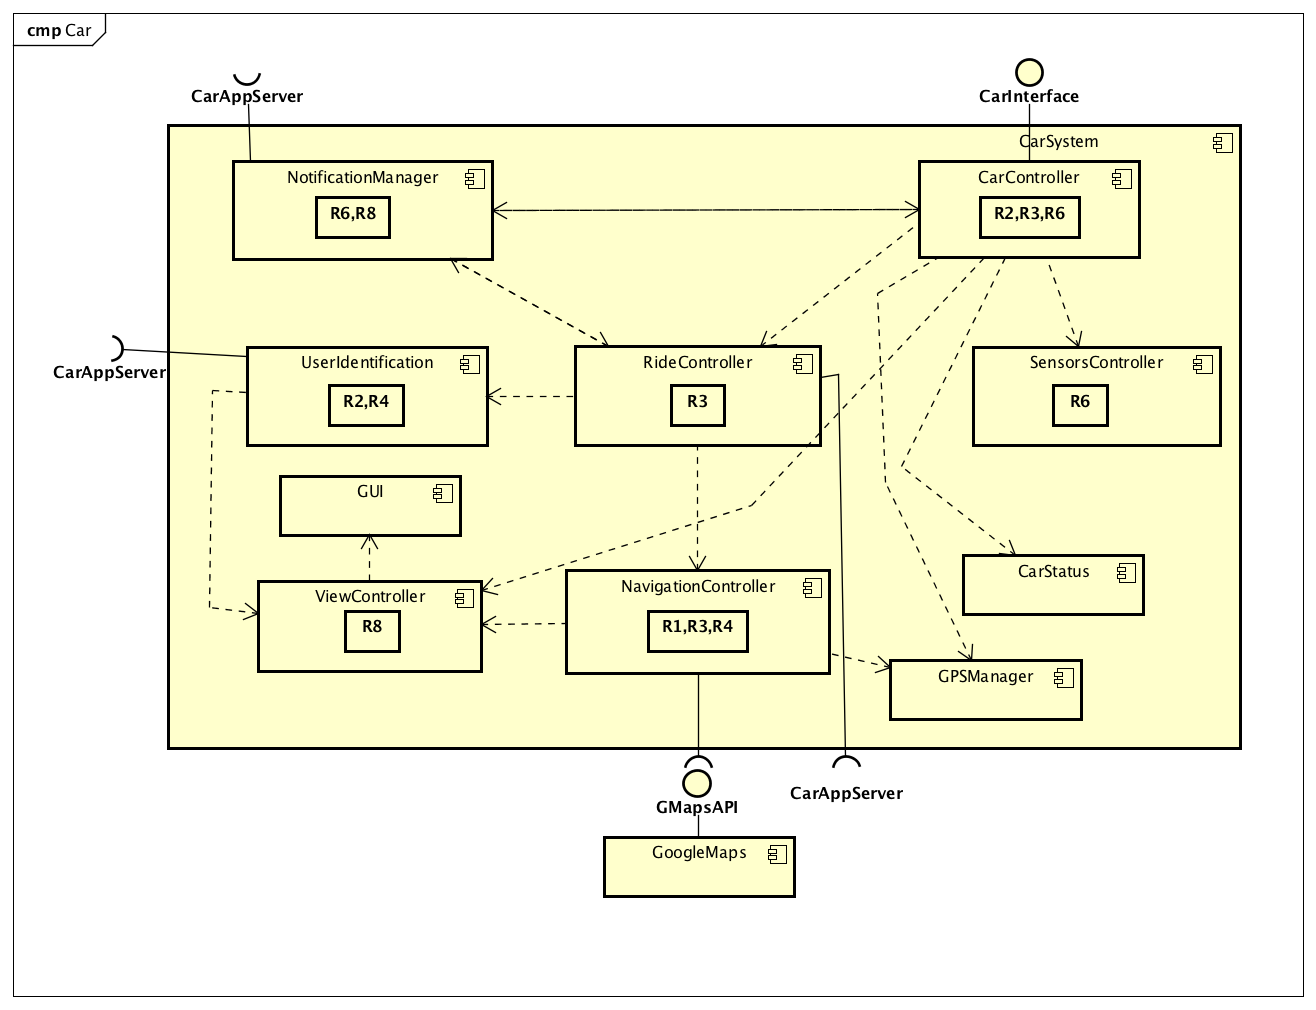 cmp Car
CarAppServer
CarInterface
CarSystem
NotificationManager
R6,R8
CarController
R2,R3,R6
CarAppServer
UserIdentification
R2,R4
RideController
R3
SensorsController
R6
GUI
ViewController
R8
NavigationController
R1,R3,R4
CarStatus
GPSManager
GMapsAPI
CarAppServer
GoogleMaps